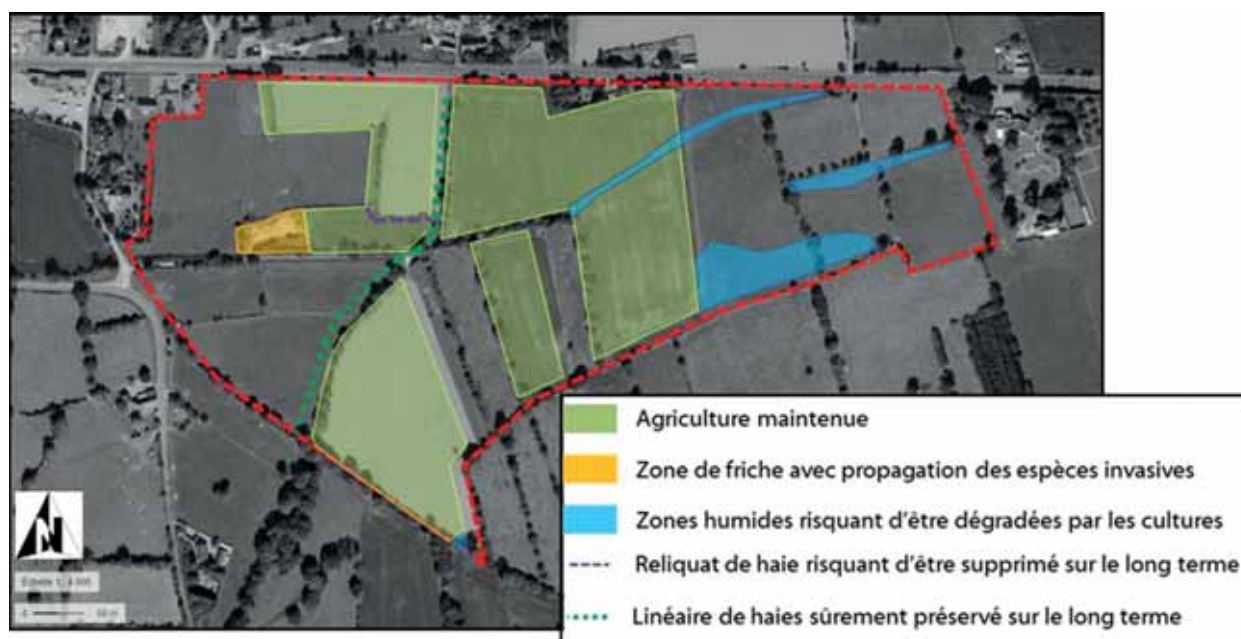 Agriculture maintenue
Zone de friche avec propagation des espèces invasives
Zones humides risquant d'être dégradées par les cultures
Reliquat de haie risquant d'être supprimé sur le long terme
Linéaire de haies sûrement préservé sur le long terme
N